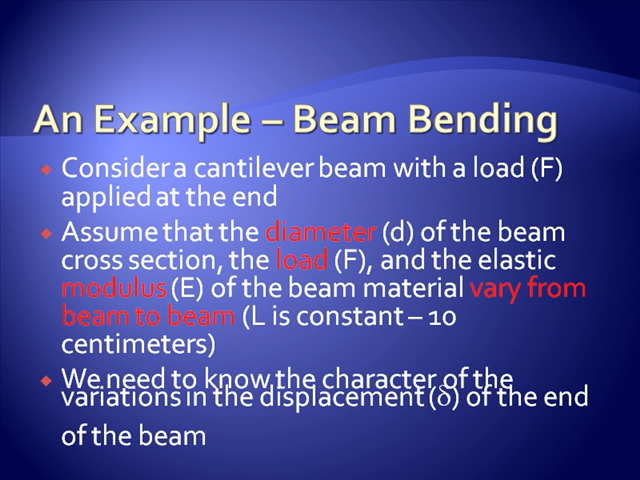 An Example – Beam Bending
Consider a cantilever beam with a load (F)
applied at the end
Assume that the diameter (d) of the beam
cross section, the load (F), and the elastic
modulus (E) of the beam material vary from
beam to beam (L is constant – 10
centimeters)
We need to know the character of the
variations in the displacement (δ) of the end
of the beam